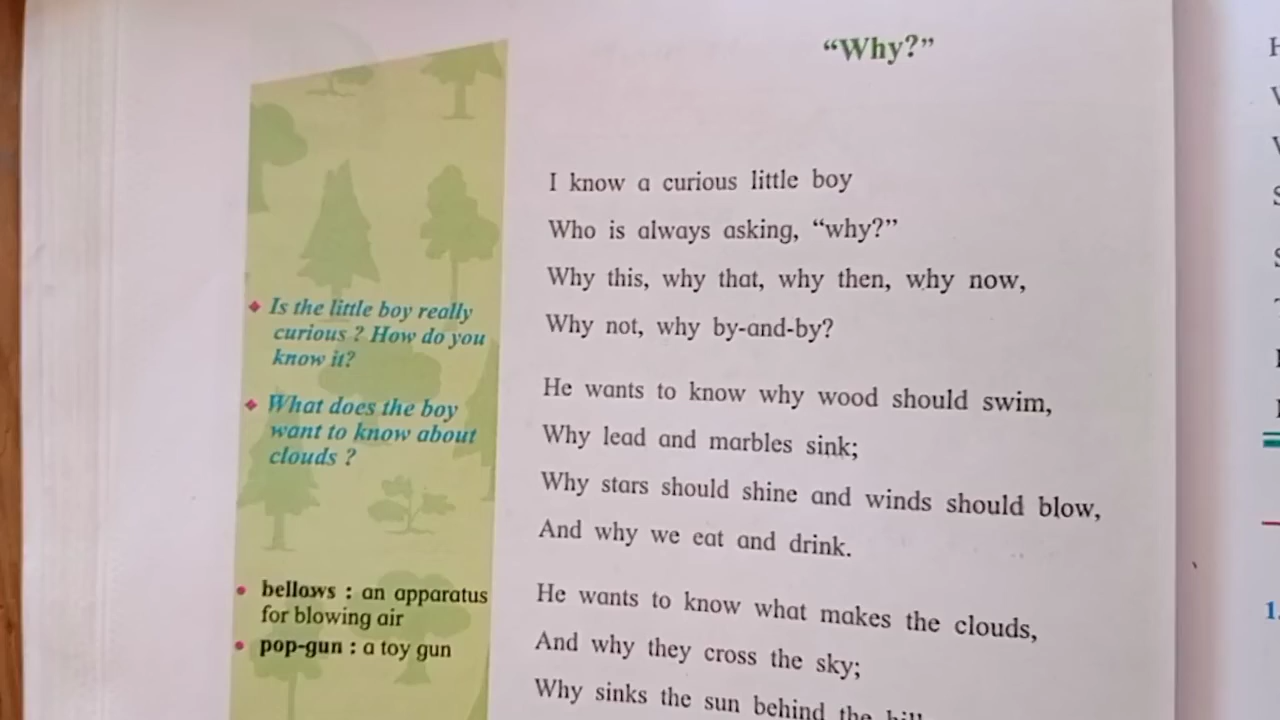 “Why?”
I know a curious little boy
Who is always asking, “why?”
Why this, why that, why then, why now,
Why not, why by-and-by?
He wants to know why wood should swim,
Why lead and marbles sink;
Why stars should shine and winds should blow,
And why we eat and drink.
He wants to know what makes the clouds,
And why they cross the sky;
Why sinks the sun behind the
Is the little boy really
curious ? How do you
know it?
What does the boy
want to know about
clouds ?
bellows : an apparatus
for blowing air
pop-gun : a toy gun